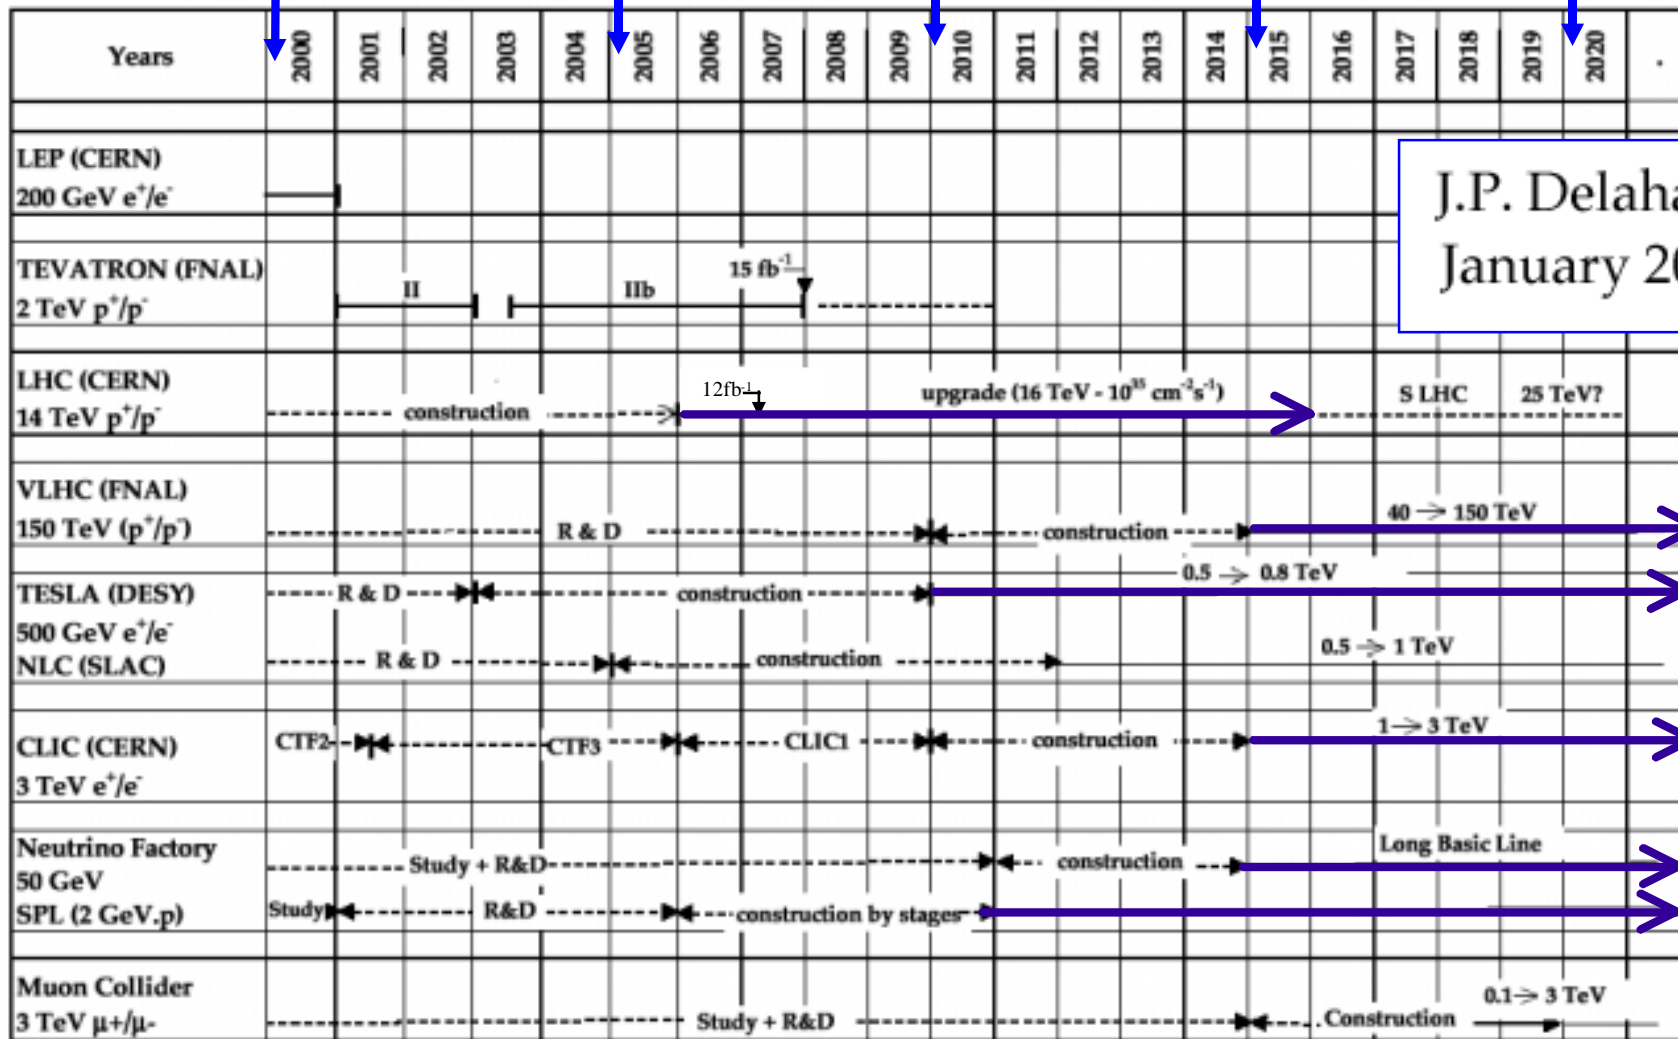 Years 2000 2001 2002 2003 2004 2005 2006 2007 2008 2009 2010 2011 2012 2013 2014 2015 2016 2017 2018 2019 2020 .
LEP (CERN)
200 GeV e⁺/e⁻
J.P. Delaha
January 20
TEVATRON (FNAL)
2 TeV p⁺/p⁻
II
IIb
15 fb⁻¹
LHC (CERN)
14 TeV p⁺/p⁻
construction
12fb⁻¹
upgrade (16 TeV - 10³⁵ cm⁻²s⁻¹)
S LHC
25 TeV?
VLHC (FNAL)
150 TeV (p⁺/p⁻)
R & D
construction
40 -> 150 TeV
TESLA (DESY)
500 GeV e⁺/e⁻
R & D
construction
0.5 -> 0.8 TeV
NLC (SLAC)
R & D
construction
0.5 -> 1 TeV
CLIC (CERN)
3 TeV e⁺/e⁻
CTF2
CTF3
CLIC1
construction
1-> 3 TeV
Neutrino Factory
50 GeV
Study + R&D
construction
Long Basic Line
SPL (2 GeV.p)
Study
R&D
construction by stages
Muon Collider
3 TeV μ+/μ-
Study + R&D
Construction
0.1-> 3 TeV